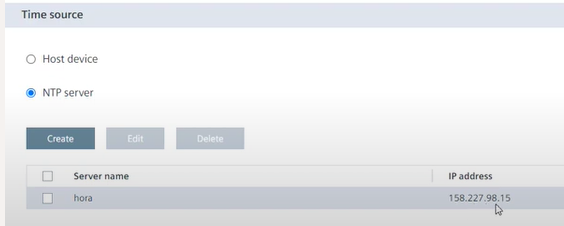 Time source
Host device
NTP server
Create Edit Delete
Server name IP address
hora 158.227.98.15